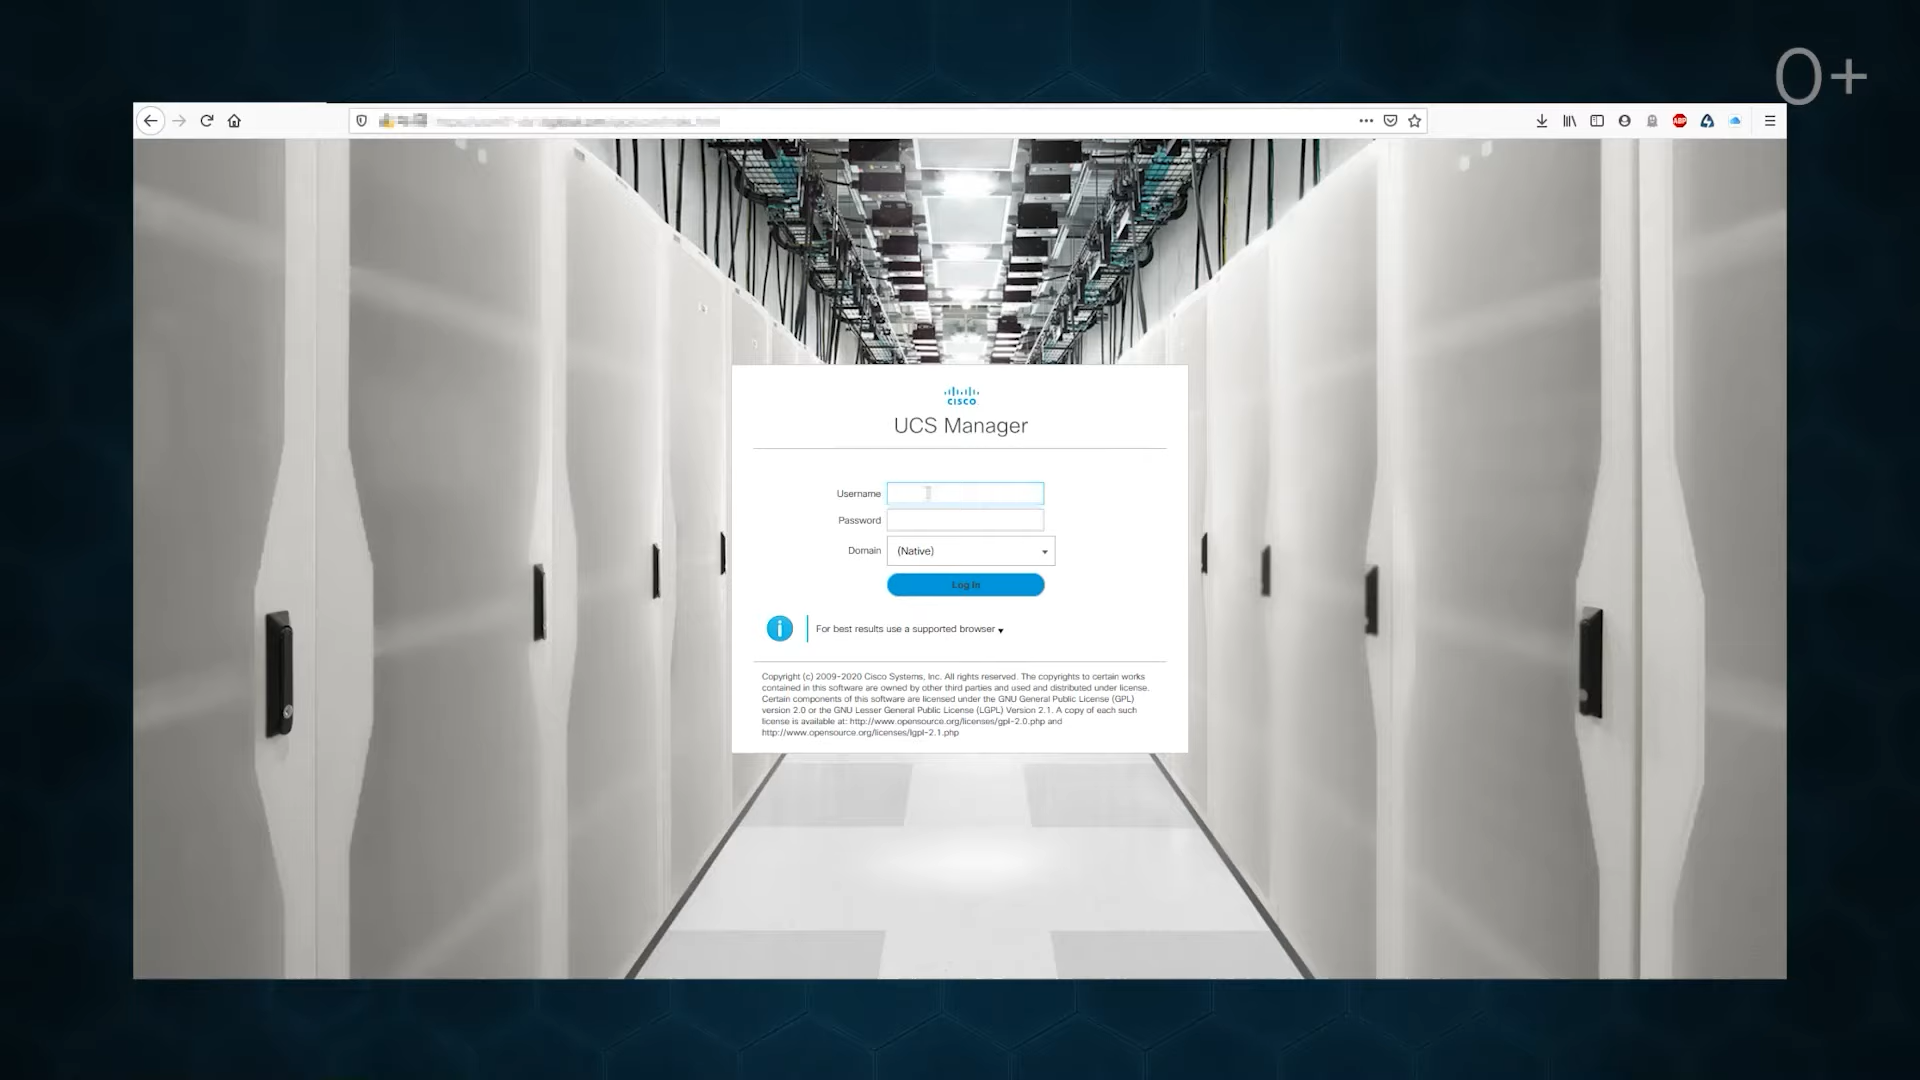 0+
ABP
CISCO
UCS Manager
Username
Password
Domain (Native)
Log In
For best results use a supported browser
Copyright (c) 2009-2020 Cisco Systems, Inc. All rights reserved. The copyrights to certain works
contained in this software are owned by other third parties and used and distributed under license.
Certain components of this software are licensed under the GNU General Public License (GPL)
version 2.0 or the GNU Lesser General Public License (LGPL) Version 2.1. A copy of each such
license is available at: http://www.opensource.org/licenses/gpl-2.0.php and
http://www.opensource.org/licenses/lgpl-2.1.php